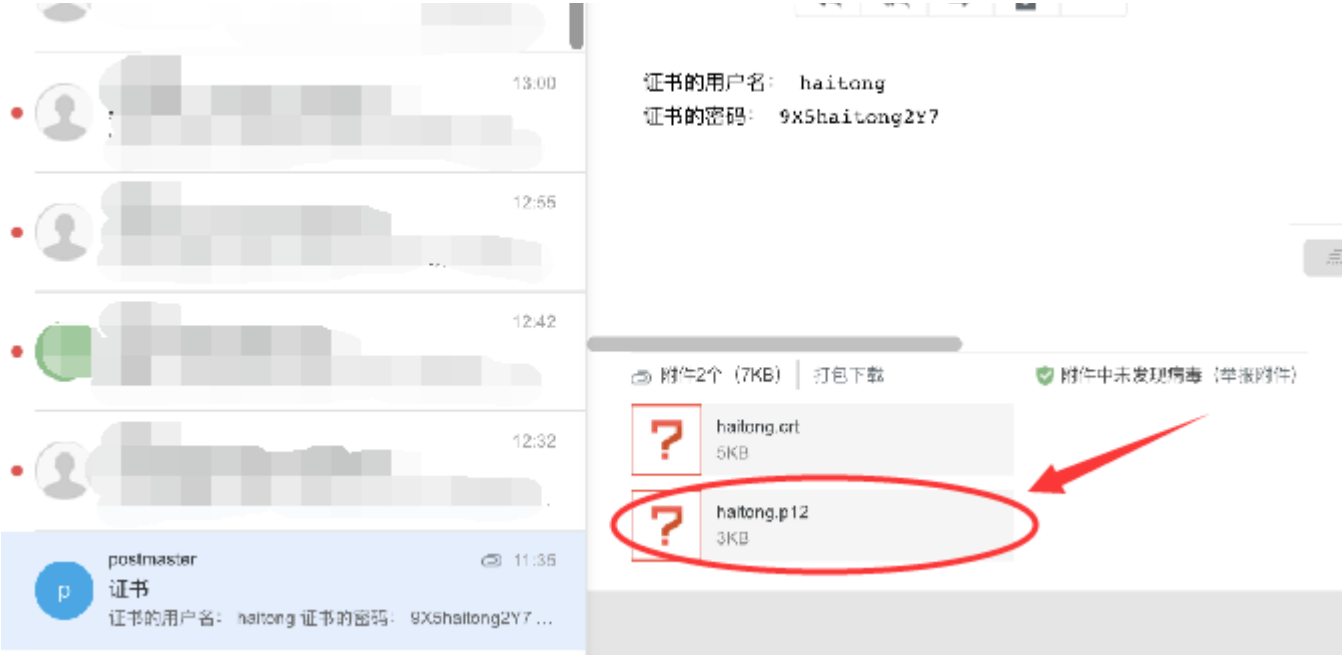 13:00
12:55
12:42
12:32
postmaster
11:35
p
证书
证书的用户名: haitong 证书的密码: 9X5haitong2Y7 ...
证书的用户名: haitong
证书的密码: 9X5haitong2Y7
附件2个 (7KB)
打包下载
附件中未发现病毒 (举报附件)
haitong.crt
5KB
haitong.p12
3KB